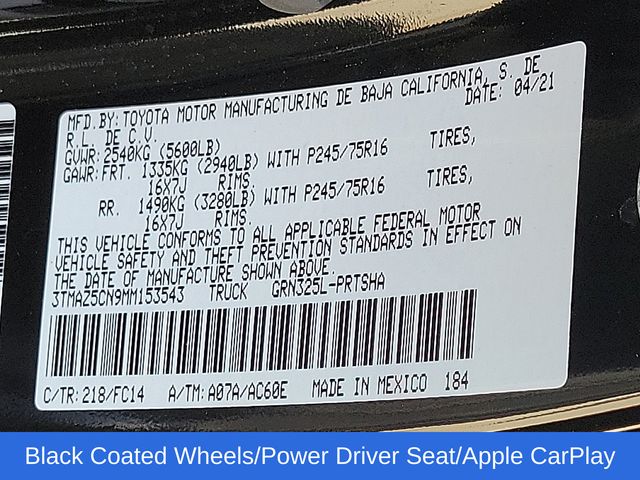 MFD.BY:TOYOTA MOTOR MANUFACTURING DE BAJA CALIFORNIA, S. DE
R.L. DE C.V. DATE: 04/21
GVWR:2540KG (5600LB)
GAWR:FRT. 1335KG (2940LB) WITH P245/75R16 TIRES,
16X7J RIMS.
RR. 1490KG (3280LB) WITH P245/75R16 TIRES,
16X7J RIMS.
THIS VEHICLE CONFORMS TO ALL APPLICABLE FEDERAL MOTOR
VEHICLE SAFETY AND THEFT PREVENTION STANDARDS IN EFFECT ON
THE DATE OF MANUFACTURE SHOWN ABOVE.
3TMAZ5CN9MM153543 TRUCK GRN325L-PRTSHA
C/TR:218/FC14 A/TM:A07A/AC60E MADE IN MEXICO 184
Black Coated Wheels/Power Driver Seat/Apple CarPlay